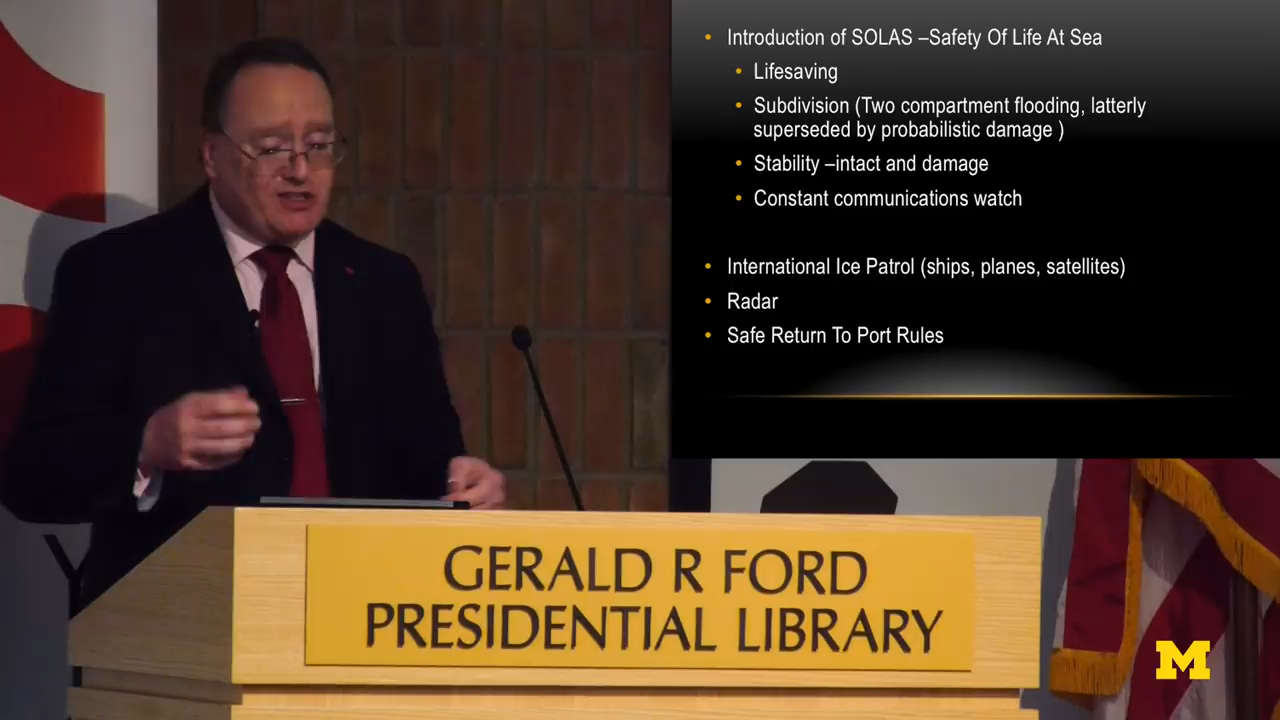 Introduction of SOLAS –Safety Of Life At Sea
Lifesaving
Subdivision (Two compartment flooding, latterly
superseded by probabilistic damage )
Stability –intact and damage
Constant communications watch
International Ice Patrol (ships, planes, satellites)
Radar
Safe Return To Port Rules
GERALD R FORD
PRESIDENTIAL LIBRARY
M